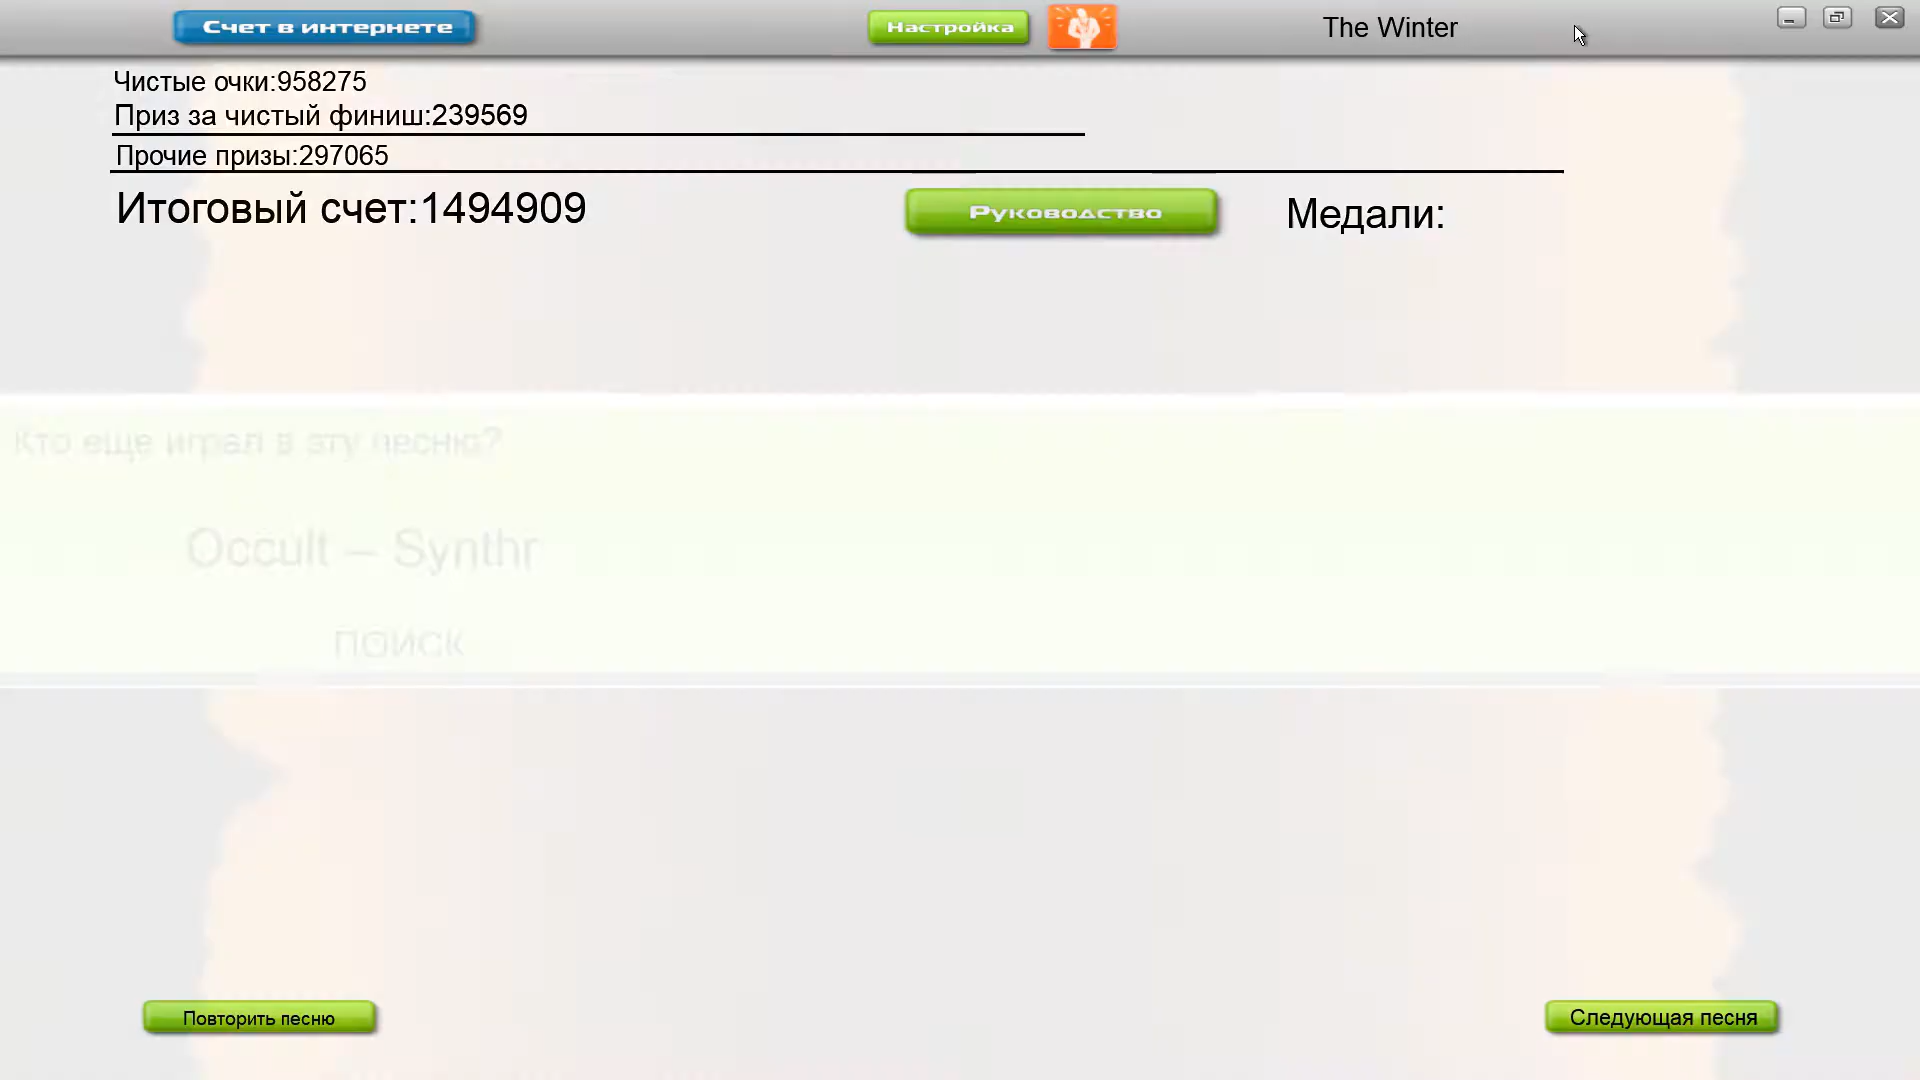 Счет в интернете
Настройка
The Winter
Чистые очки:958275
Приз за чистый финиш:239569
Прочие призы:297065
Итоговый счет:1494909
Руководство
Медали:
Кто еще играл в эту песню?
Occult – Synthr
ПОИСК
Повторить песню
Следующая песня